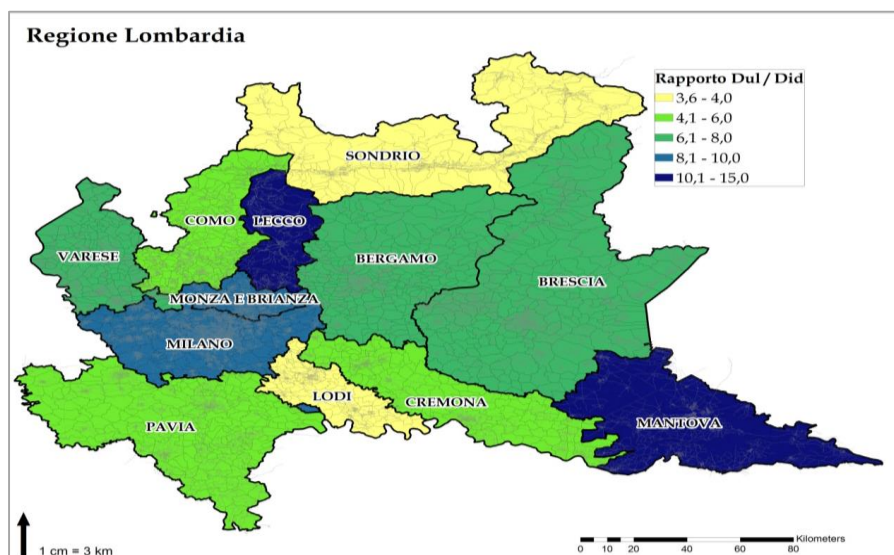 Regione Lombardia
Rapporto Dul / Did
3,6 - 4,0
4,1 - 6,0
6,1 - 8,0
8,1 - 10,0
10,1 - 15,0
SONDRIO
COMO
LECCO
VARESE
BERGAMO
BRESCIA
MONZA E BRIANZA
MILANO
LODI
CREMONA
PAVIA
MANTOVA
1 cm = 3 km
Kilometers
0 10 20 40 60 80